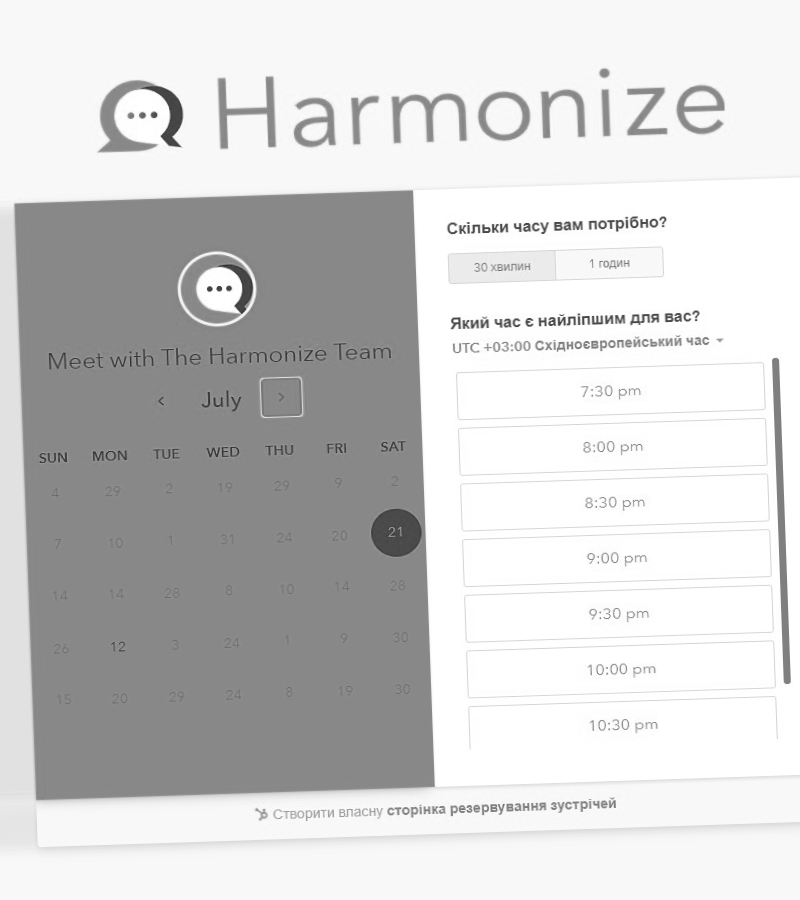 Harmonize
Meet with The Harmonize Team
July
SUN MON TUE WED THU FRI SAT
4 29 2 19 29 9 2
7 10 1 31 24 20 21
14 14 28 8 10 14 28
26 12 3 24 1 9 30
15 20 29 24 8 19 30
Скільки часу вам потрібно?
30 хвилин 1 годин
Який час є найліпшим для вас?
UTC +03:00 Східноєвропейський час
7:30 pm
8:00 pm
8:30 pm
9:00 pm
9:30 pm
10:00 pm
10:30 pm
Створити власну сторінка резервування зустрічей